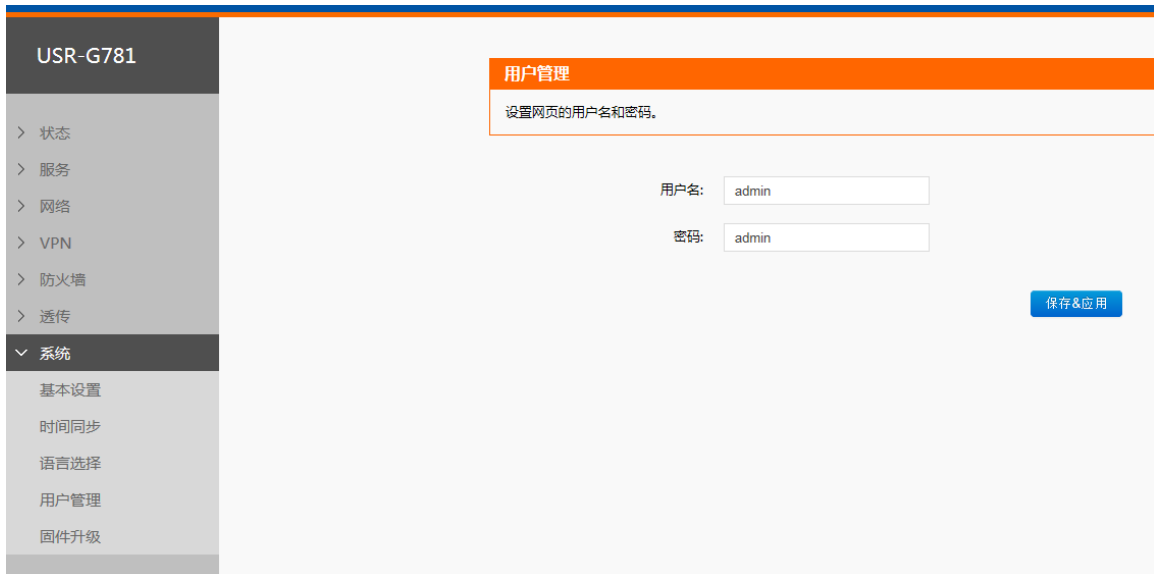 USR-G781
状态
服务
网络
VPN
防火墙
透传
系统
基本设置
时间同步
语言选择
用户管理
固件升级
用户管理
设置网页的用户名和密码。
用户名: admin
密码: admin
保存&应用